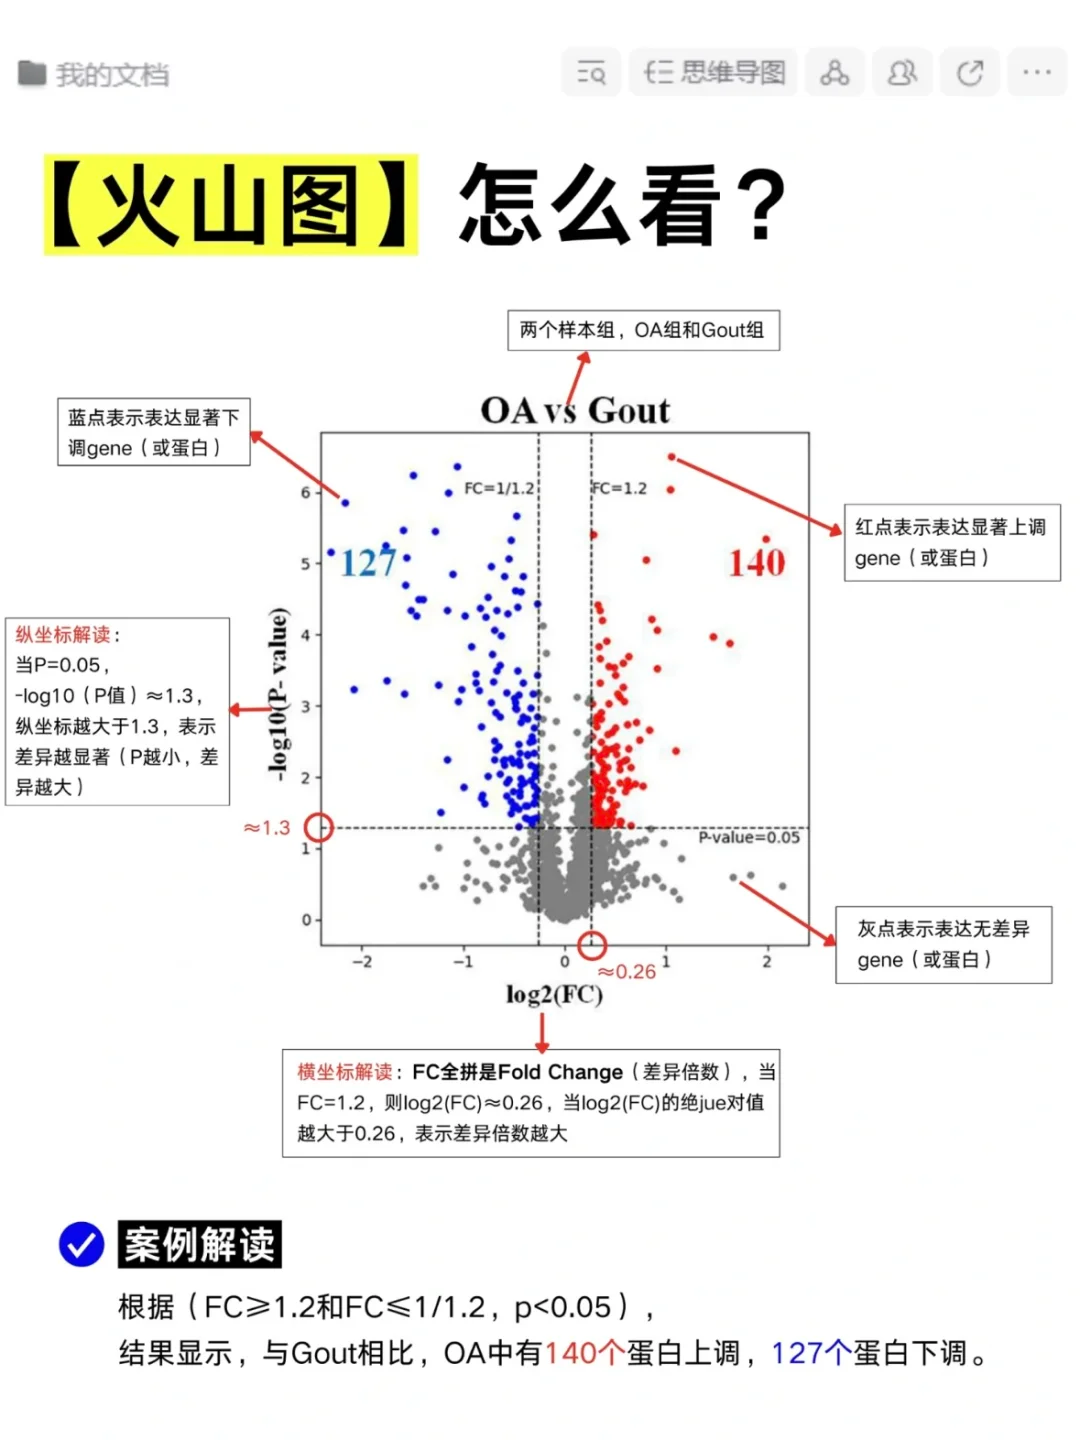 我的文档
思维导图
【火山图】怎么看?
两个样本组，OA组和Gout组
OA vs Gout
蓝点表示表达显著下
调gene（或蛋白）
FC=1/1.2
FC=1.2
127
140
红点表示表达显著上调
gene（或蛋白）
纵坐标解读：
当P=0.05，
-log10（P值）≈1.3，
纵坐标越大于1.3，表示
差异越显著（P越小，差
异越大）
-log10(P- value)
6
5
4
3
2
1
0
≈1.3
P-value=0.05
灰点表示表达无差异
gene（或蛋白）
−2
−1
0
1
2
≈0.26
log2(FC)
横坐标解读：FC全拼是Fold Change（差异倍数），当
FC=1.2，则log2(FC)≈0.26，当log2(FC)的绝jue对值
越大于0.26，表示差异倍数越大
案例解读
根据（FC≥1.2和FC≤1/1.2，p<0.05），
结果显示，与Gout相比，OA中有140个蛋白上调，127个蛋白下调。